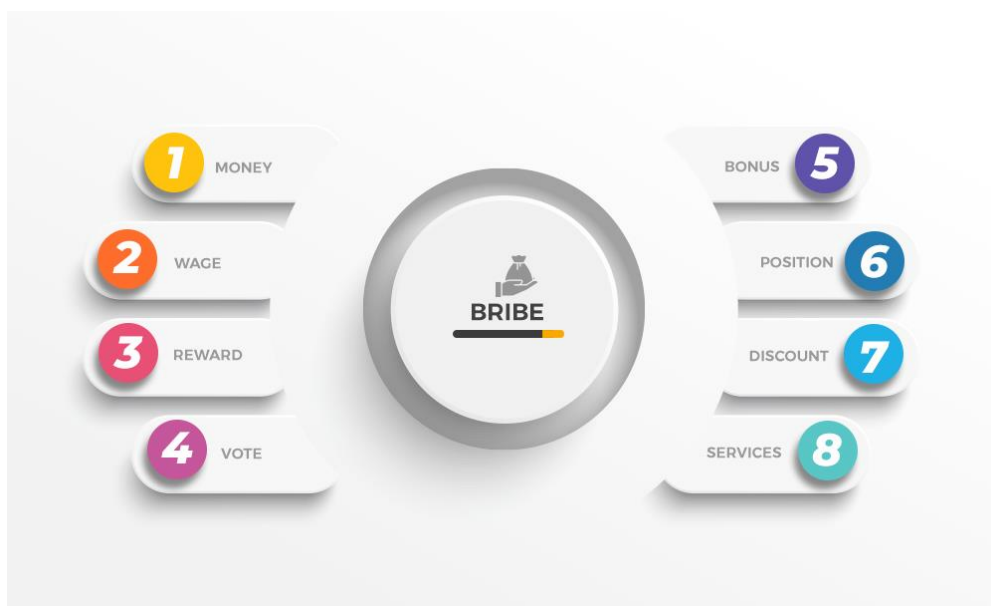 1 MONEY
2 WAGE
3 REWARD
4 VOTE
BRIBE
BONUS 5
POSITION 6
DISCOUNT 7
SERVICES 8